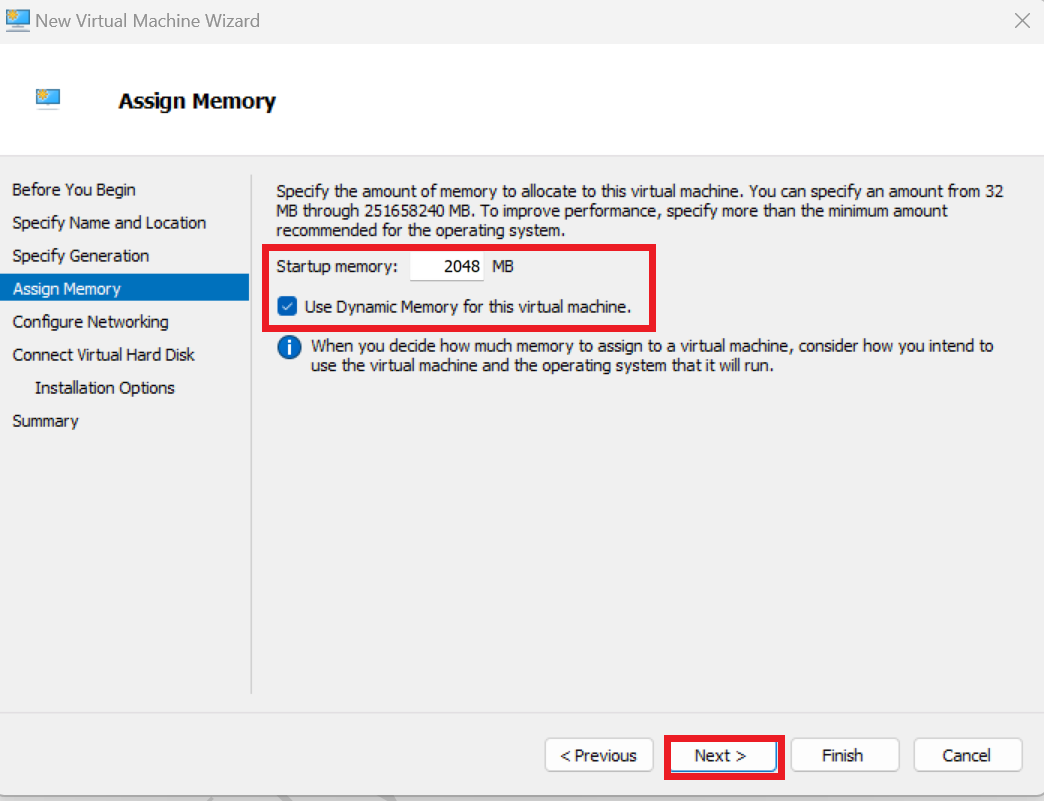 New Virtual Machine Wizard
Assign Memory
Before You Begin
Specify Name and Location
Specify Generation
Assign Memory
Configure Networking
Connect Virtual Hard Disk
Installation Options
Summary
Specify the amount of memory to allocate to this virtual machine. You can specify an amount from 32
MB through 251658240 MB. To improve performance, specify more than the minimum amount
recommended for the operating system.
Startup memory: 2048 MB
Use Dynamic Memory for this virtual machine.
When you decide how much memory to assign to a virtual machine, consider how you intend to
use the virtual machine and the operating system that it will run.
< Previous Next > Finish Cancel